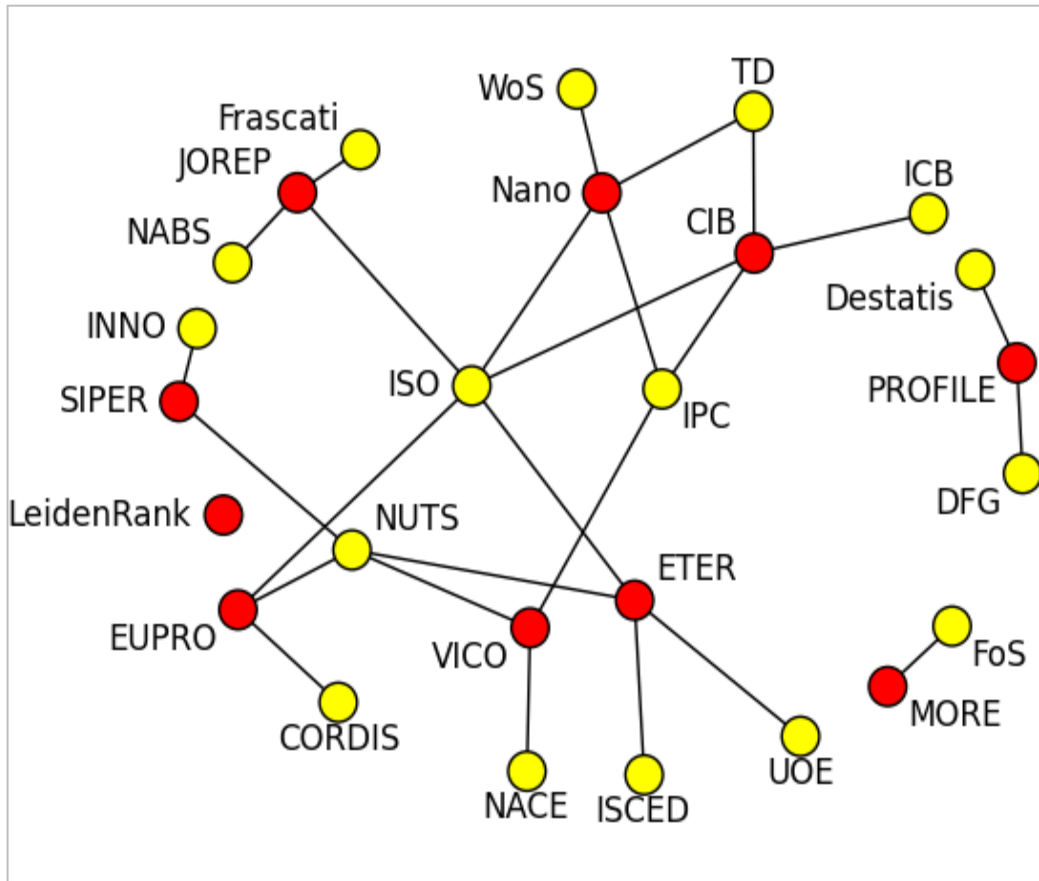 TD
WoS
Frascati
JOREP
ICB
Nano
CIB
NABS
Destatis
INNO
ISO
PROFILE
SIPER
IPC
DFG
LeidenRank
NUTS
ETER
EUPRO
VICO
FoS
MORE
CORDIS
UOE
NACE
ISCED